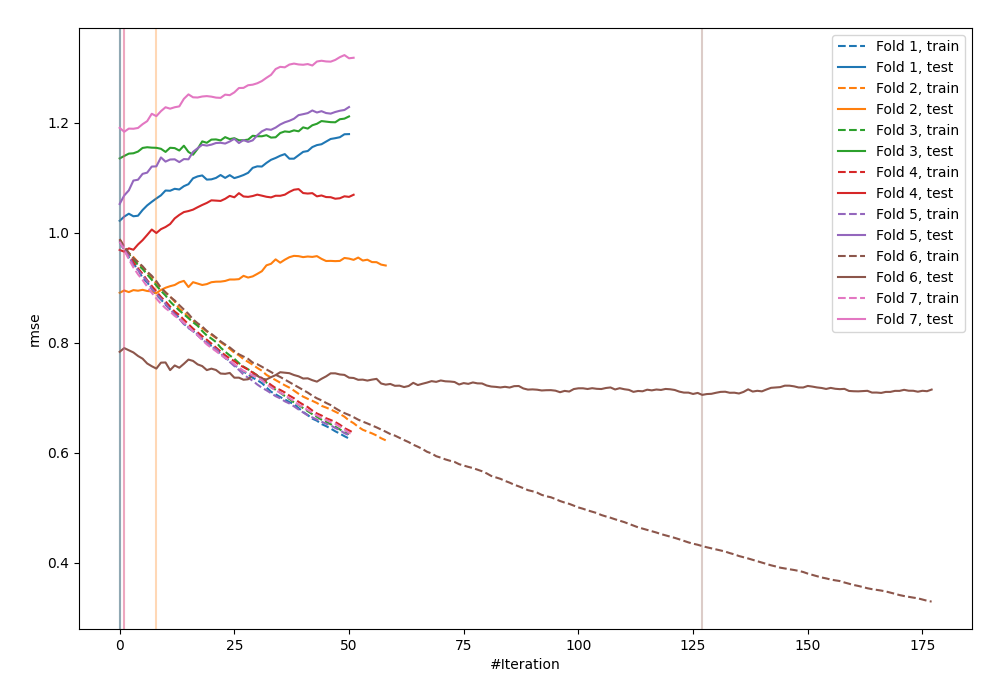 Fold 1, train
Fold 1, test
Fold 2, train
Fold 2, test
Fold 3, train
Fold 3, test
Fold 4, train
Fold 4, test
Fold 5, train
Fold 5, test
Fold 6, train
Fold 6, test
Fold 7, train
Fold 7, test
1.2
1.0
0.8
0.6
0.4
rmse
0 25 50 75 100 125 150 175
#Iteration